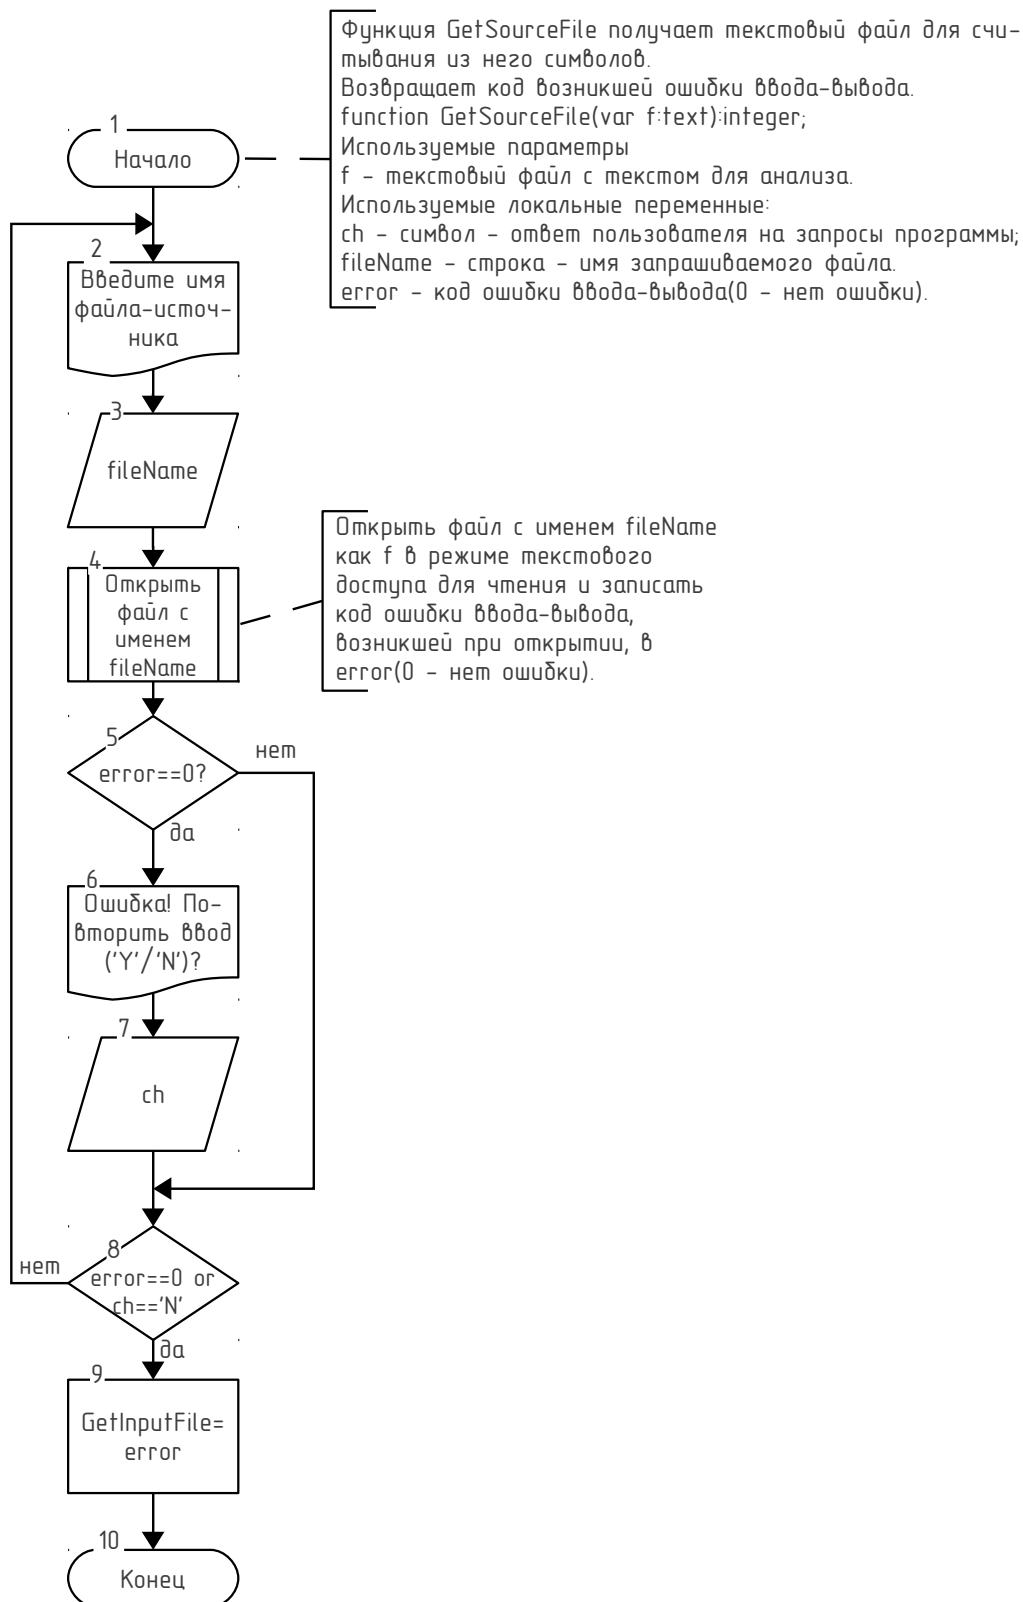 Функция GetSourceFile получает текстовый файл для счи-
тывания из него символов.
Возвращает код возникшей ошибки ввода-вывода.
function GetSourceFile(var f:text):integer;
Используемые параметры
f - текстовый файл с текстом для анализа.
Используемые локальные переменные:
ch - символ - ответ пользователя на запросы программы;
fileName - строка - имя запрашиваемого файла.
error - код ошибки ввода-вывода(0 - нет ошибки).
1
Начало
2
Введите имя
файла-источ-
ника
3
fileName
4
Открыть
файл с
именем
fileName
Открыть файл с именем fileName
как f в режиме текстового
доступа для чтения и записать
код ошибки ввода-вывода,
возникшей при открытии, в
error(0 - нет ошибки).
5
error==0?
нет
да
6
Ошибка! По-
вторить ввод
('Y'/'N')?
7
ch
8
error==0 or
ch=='N'
нет
да
9
GetInputFile=
error
10
Конец